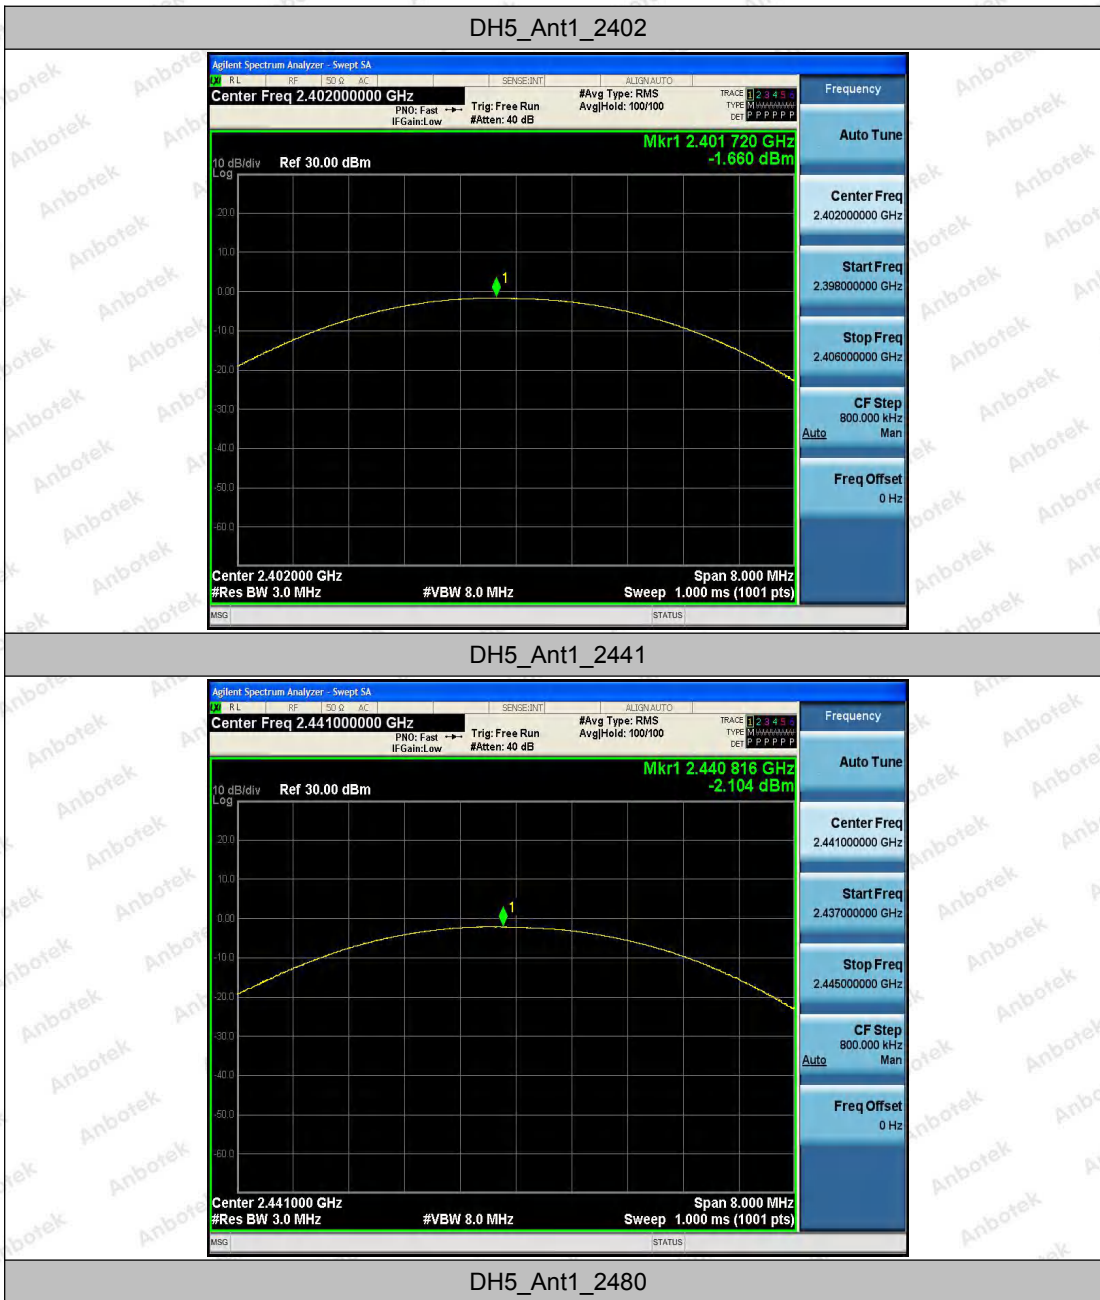 DH5_Ant1_2402
Agilent Spectrum Analyzer - Swept SA
RL RF 50 Ω AC SENSE:INT ALIGNAUTO
Center Freq 2.402000000 GHz
PNO: Fast
IFGain:Low
Trig: Free Run
#Atten: 40 dB
#Avg Type: RMS
Avg|Hold: 100/100
TRACE 1 2 3 4 5 6
TYPE M
DET P P P P P P
Mkr1 2.401 720 GHz
-1.660 dBm
10 dB/div Ref 30.00 dBm
Log
20.0
10.0
0.00
-10.0
-20.0
-30.0
-40.0
-50.0
-60.0
1
Center 2.402000 GHz Span 8.000 MHz
#Res BW 3.0 MHz #VBW 8.0 MHz Sweep 1.000 ms (1001 pts)
MSG STATUS
Frequency
Auto Tune
Center Freq
2.402000000 GHz
Start Freq
2.398000000 GHz
Stop Freq
2.406000000 GHz
CF Step
800.000 kHz
Auto Man
Freq Offset
0 Hz
DH5_Ant1_2441
Agilent Spectrum Analyzer - Swept SA
RL RF 50 Ω AC SENSE:INT ALIGNAUTO
Center Freq 2.441000000 GHz
PNO: Fast
IFGain:Low
Trig: Free Run
#Atten: 40 dB
#Avg Type: RMS
Avg|Hold: 100/100
TRACE 1 2 3 4 5 6
TYPE M
DET P P P P P P
Mkr1 2.440 816 GHz
-2.104 dBm
10 dB/div Ref 30.00 dBm
Log
20.0
10.0
0.00
-10.0
-20.0
-30.0
-40.0
-50.0
-60.0
1
Center 2.441000 GHz Span 8.000 MHz
#Res BW 3.0 MHz #VBW 8.0 MHz Sweep 1.000 ms (1001 pts)
MSG STATUS
Frequency
Auto Tune
Center Freq
2.441000000 GHz
Start Freq
2.437000000 GHz
Stop Freq
2.445000000 GHz
CF Step
800.000 kHz
Auto Man
Freq Offset
0 Hz
DH5_Ant1_2480
Anbotek